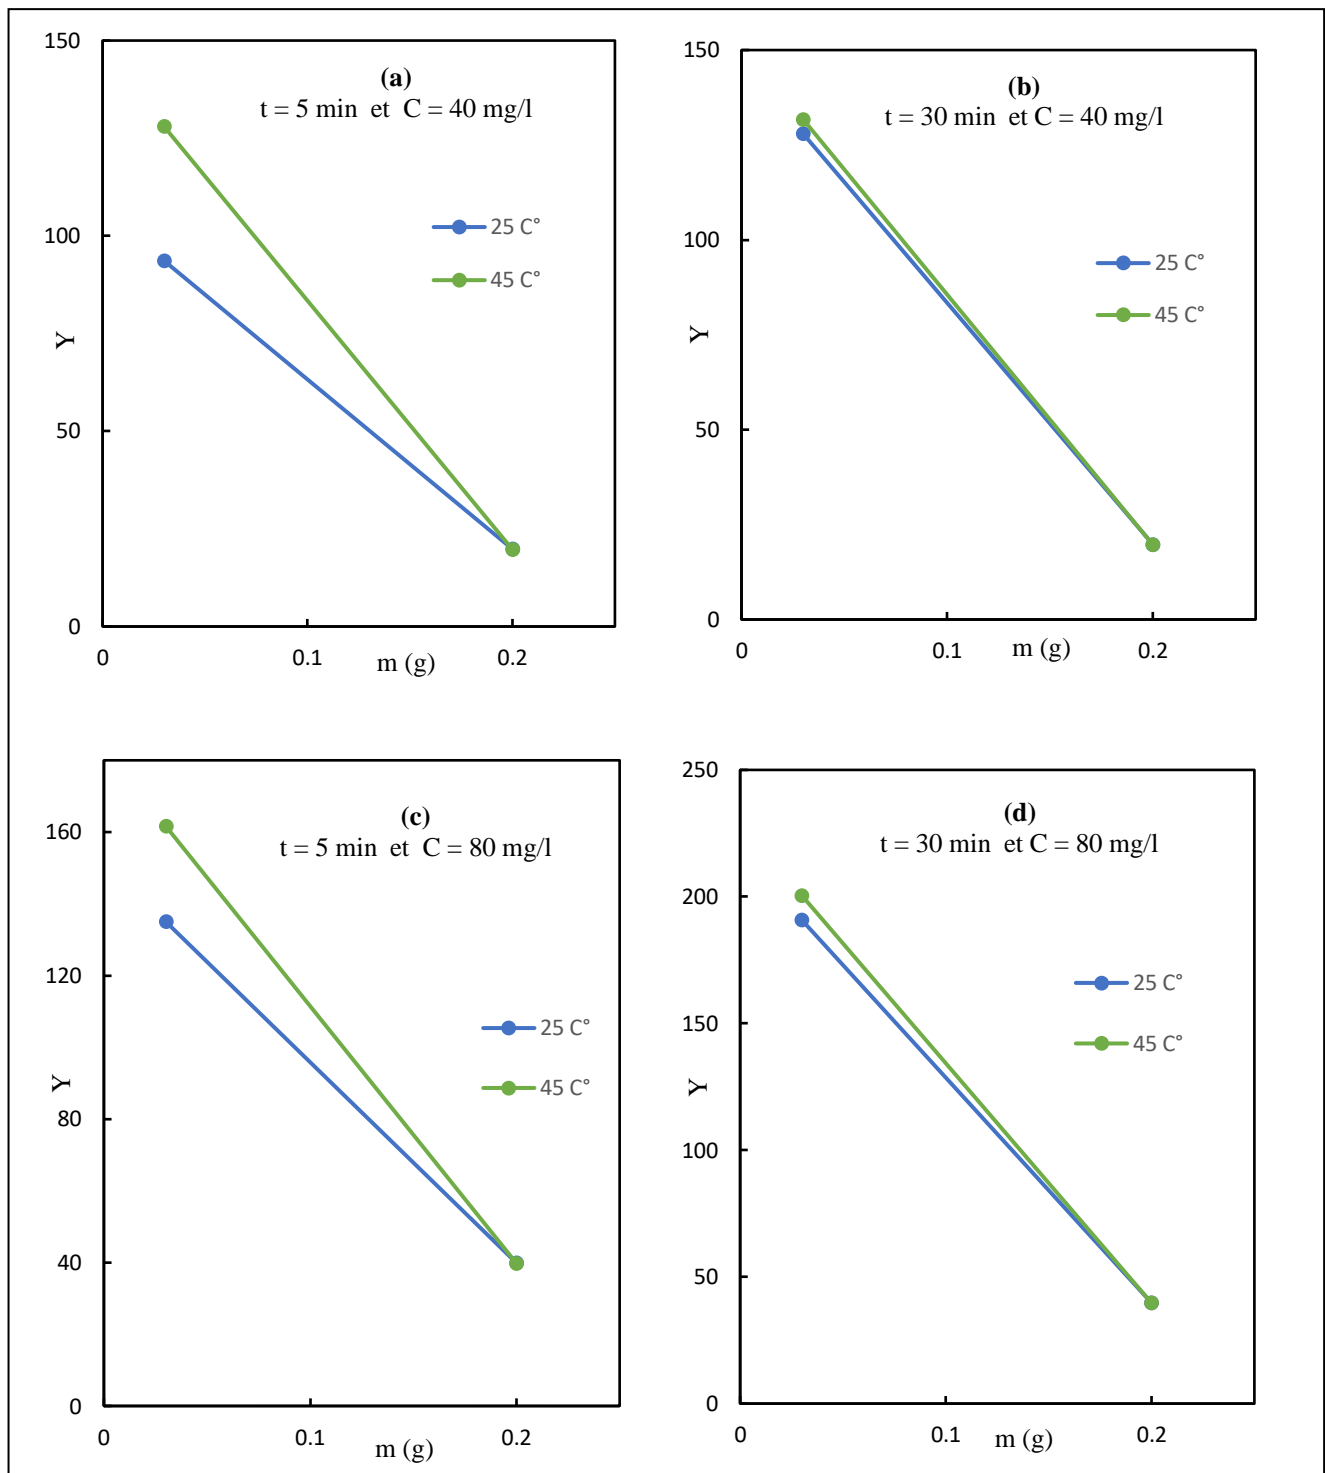 150
(a)
t = 5 min  et  C = 40 mg/l
100
25 C°
45 C°
Y
50
0
0
0.1
m (g)
0.2
150
(b)
t = 30 min  et C = 40 mg/l
100
25 C°
45 C°
Y
50
0
0
0.1
m (g)
0.2
160
(c)
t = 5 min  et  C = 80 mg/l
120
25 C°
45 C°
Y
80
40
0
0
0.1
m (g)
0.2
250
(d)
t = 30 min  et C = 80 mg/l
200
25 C°
150
45 C°
Y
100
50
0
0
0.1
m (g)
0.2